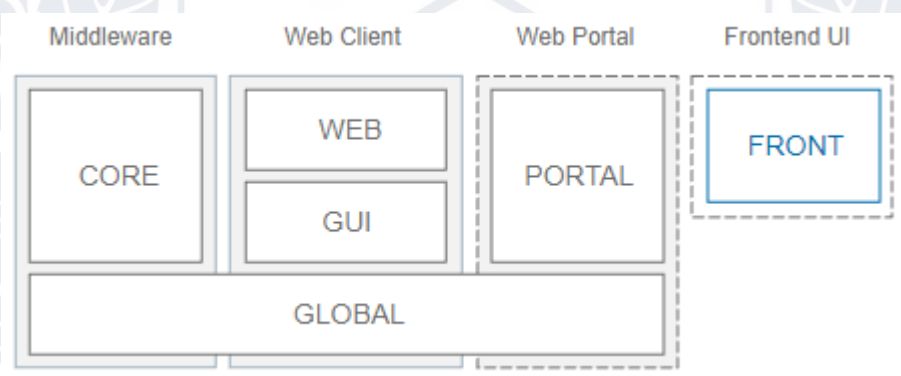 Middleware Web Client Web Portal Frontend UI
CORE
WEB
GUI
PORTAL
FRONT
GLOBAL